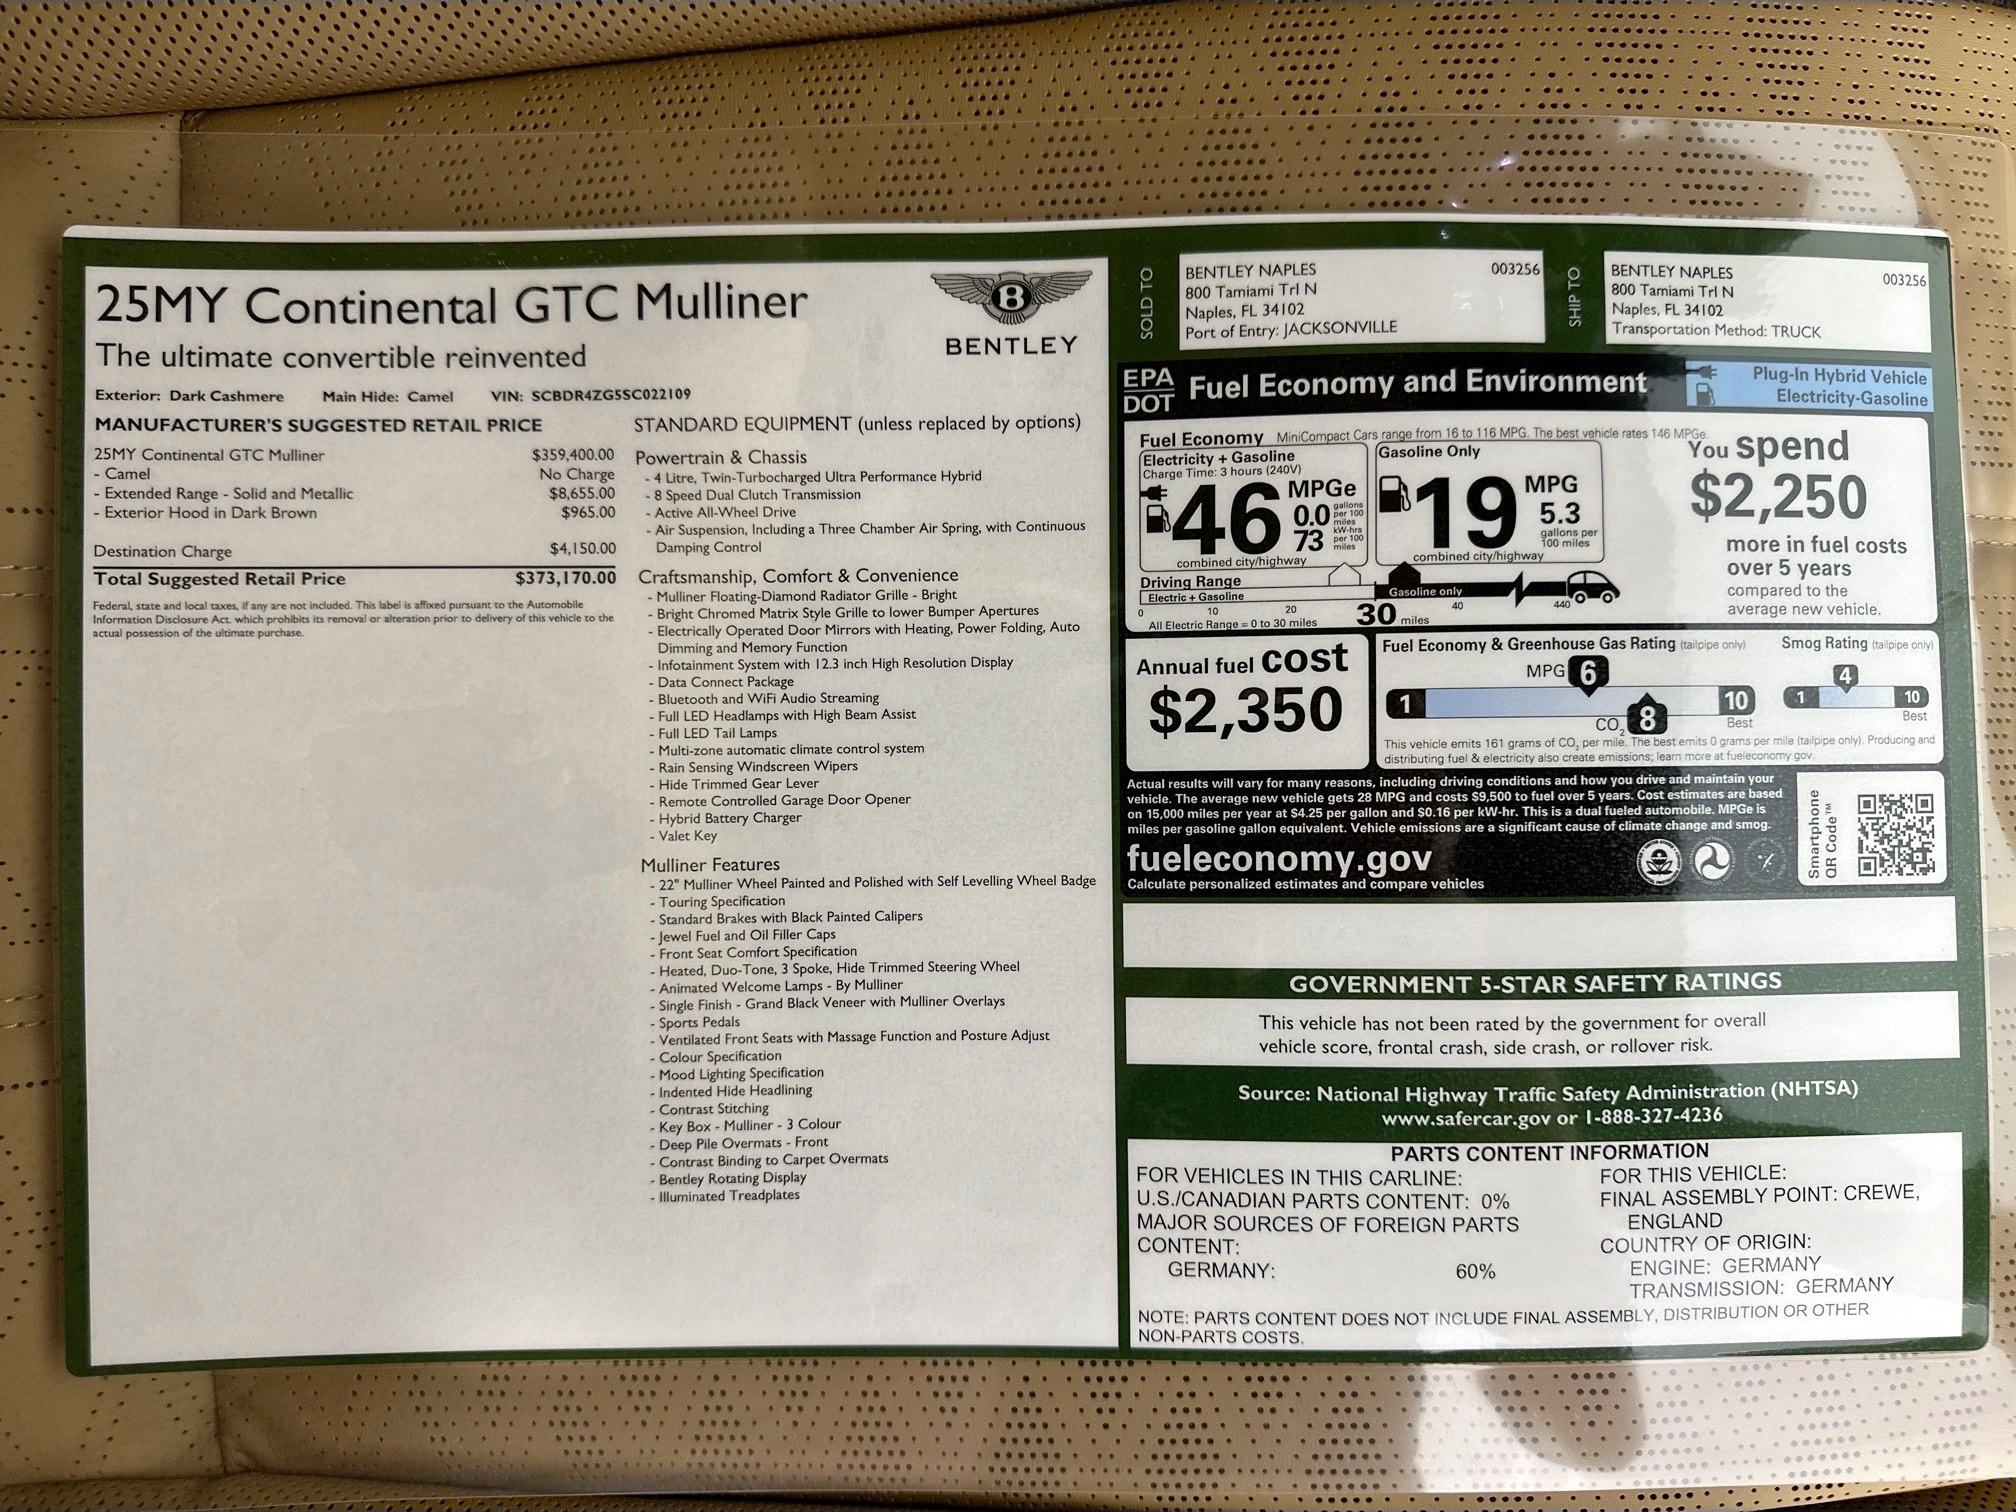 25MY Continental GTC Mulliner
The ultimate convertible reinvented
B
BENTLEY
Exterior: Dark Cashmere Main Hide: Camel VIN: SCBDR4ZG5SC022109
MANUFACTURER'S SUGGESTED RETAIL PRICE
25MY Continental GTC Mulliner $359,400.00
- Camel No Charge
- Extended Range - Solid and Metallic $8,655.00
- Exterior Hood in Dark Brown $965.00
Destination Charge $4,150.00
Total Suggested Retail Price $373,170.00
Federal, state and local taxes, if any are not included. This label is affixed pursuant to the Automobile
Information Disclosure Act, which prohibits its removal or alteration prior to delivery of this vehicle to the
actual possession of the ultimate purchase.
STANDARD EQUIPMENT (unless replaced by options)
Powertrain & Chassis
- 4 Litre, Twin-Turbocharged Ultra Performance Hybrid
- 8 Speed Dual Clutch Transmission
- Active All-Wheel Drive
- Air Suspension, Including a Three Chamber Air Spring, with Continuous
Damping Control
Craftsmanship, Comfort & Convenience
- Mulliner Floating-Diamond Radiator Grille - Bright
- Bright Chromed Matrix Style Grille to lower Bumper Apertures
- Electrically Operated Door Mirrors with Heating, Power Folding, Auto
Dimming and Memory Function
- Infotainment System with 12.3 inch High Resolution Display
- Data Connect Package
- Bluetooth and WiFi Audio Streaming
- Full LED Headlamps with High Beam Assist
- Full LED Tail Lamps
- Multi-zone automatic climate control system
- Rain Sensing Windscreen Wipers
- Hide Trimmed Gear Lever
- Remote Controlled Garage Door Opener
- Hybrid Battery Charger
- Valet Key
Mulliner Features
- 22" Mulliner Wheel Painted and Polished with Self Levelling Wheel Badge
- Touring Specification
- Standard Brakes with Black Painted Calipers
- Jewel Fuel and Oil Filler Caps
- Front Seat Comfort Specification
- Heated, Duo-Tone, 3 Spoke, Hide Trimmed Steering Wheel
- Animated Welcome Lamps - By Mulliner
- Single Finish - Grand Black Veneer with Mulliner Overlays
- Sports Pedals
- Ventilated Front Seats with Massage Function and Posture Adjust
- Colour Specification
- Mood Lighting Specification
- Indented Hide Headlining
- Contrast Stitching
- Key Box - Mulliner - 3 Colour
- Deep Pile Overmats - Front
- Contrast Binding to Carpet Overmats
- Bentley Rotating Display
- Illuminated Treadplates
SOLD TO
BENTLEY NAPLES 003256
800 Tamiami Trl N
Naples, FL 34102
Port of Entry: JACKSONVILLE
SHIP TO
BENTLEY NAPLES 003256
800 Tamiami Trl N
Naples, FL 34102
Transportation Method: TRUCK
EPA
DOT
Fuel Economy and Environment
Plug-In Hybrid Vehicle
Electricity-Gasoline
Fuel Economy MiniCompact Cars range from 16 to 116 MPG. The best vehicle rates 146 MPGe.
Electricity + Gasoline
Charge Time: 3 hours (240V)
46 MPGe
0.0 gallons per 100 miles
73 kW-hrs per 100 miles
combined city/highway
Gasoline Only
19 MPG
5.3
gallons per
100 miles
combined city/highway
Driving Range
Electric + Gasoline
Gasoline only
0 10 20 30 miles 40 440
All Electric Range = 0 to 30 miles
You spend
$2,250
more in fuel costs
over 5 years
compared to the
average new vehicle.
Annual fuel cost
$2,350
Fuel Economy & Greenhouse Gas Rating (tailpipe only)
MPG 6
1 10
Best
CO2 8
Smog Rating (tailpipe only)
4
1 10
Best
This vehicle emits 161 grams of CO2 per mile. The best emits 0 grams per mile (tailpipe only). Producing and
distributing fuel & electricity also create emissions; learn more at fueleconomy.gov.
Actual results will vary for many reasons, including driving conditions and how you drive and maintain your
vehicle. The average new vehicle gets 28 MPG and costs $9,500 to fuel over 5 years. Cost estimates are based
on 15,000 miles per year at $4.25 per gallon and $0.16 per kW-hr. This is a dual fueled automobile. MPGe is
miles per gasoline gallon equivalent. Vehicle emissions are a significant cause of climate change and smog.
fueleconomy.gov
Calculate personalized estimates and compare vehicles
Smartphone
QR Code™
GOVERNMENT 5-STAR SAFETY RATINGS
This vehicle has not been rated by the government for overall
vehicle score, frontal crash, side crash, or rollover risk.
Source: National Highway Traffic Safety Administration (NHTSA)
www.safercar.gov or 1-888-327-4236
PARTS CONTENT INFORMATION
FOR VEHICLES IN THIS CARLINE:
U.S./CANADIAN PARTS CONTENT: 0%
MAJOR SOURCES OF FOREIGN PARTS
CONTENT:
GERMANY: 60%
FOR THIS VEHICLE:
FINAL ASSEMBLY POINT: CREWE,
ENGLAND
COUNTRY OF ORIGIN:
ENGINE: GERMANY
TRANSMISSION: GERMANY
NOTE: PARTS CONTENT DOES NOT INCLUDE FINAL ASSEMBLY, DISTRIBUTION OR OTHER
NON-PARTS COSTS.